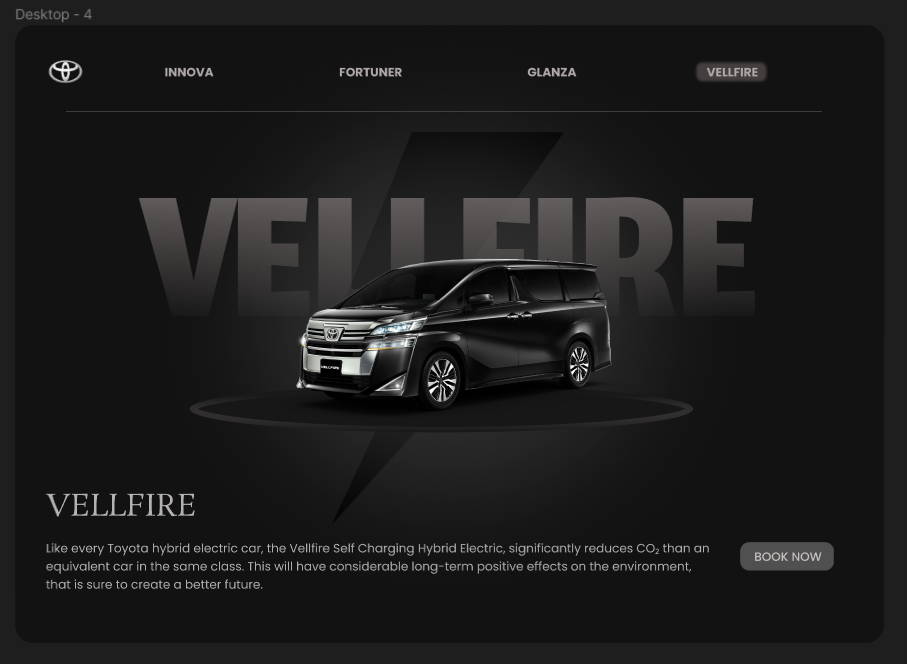 Desktop - 4
INNOVA FORTUNER GLANZA VELLFIRE
VELLFIRE
VELLFIRE
VELLFIRE
Like every Toyota hybrid electric car, the Vellfire Self Charging Hybrid Electric, significantly reduces CO₂ than an
equivalent car in the same class. This will have considerable long-term positive effects on the environment,
that is sure to create a better future.
BOOK NOW